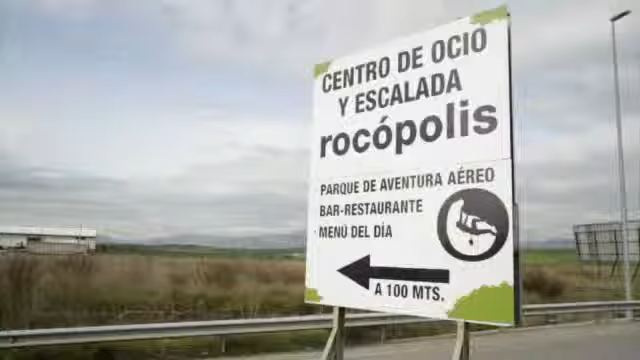 CENTRO DE OCIO
Y ESCALADA
rocópolis
PARQUE DE AVENTURA AÉREO
BAR-RESTAURANTE
MENÚ DEL DÍA
A 100 MTS.